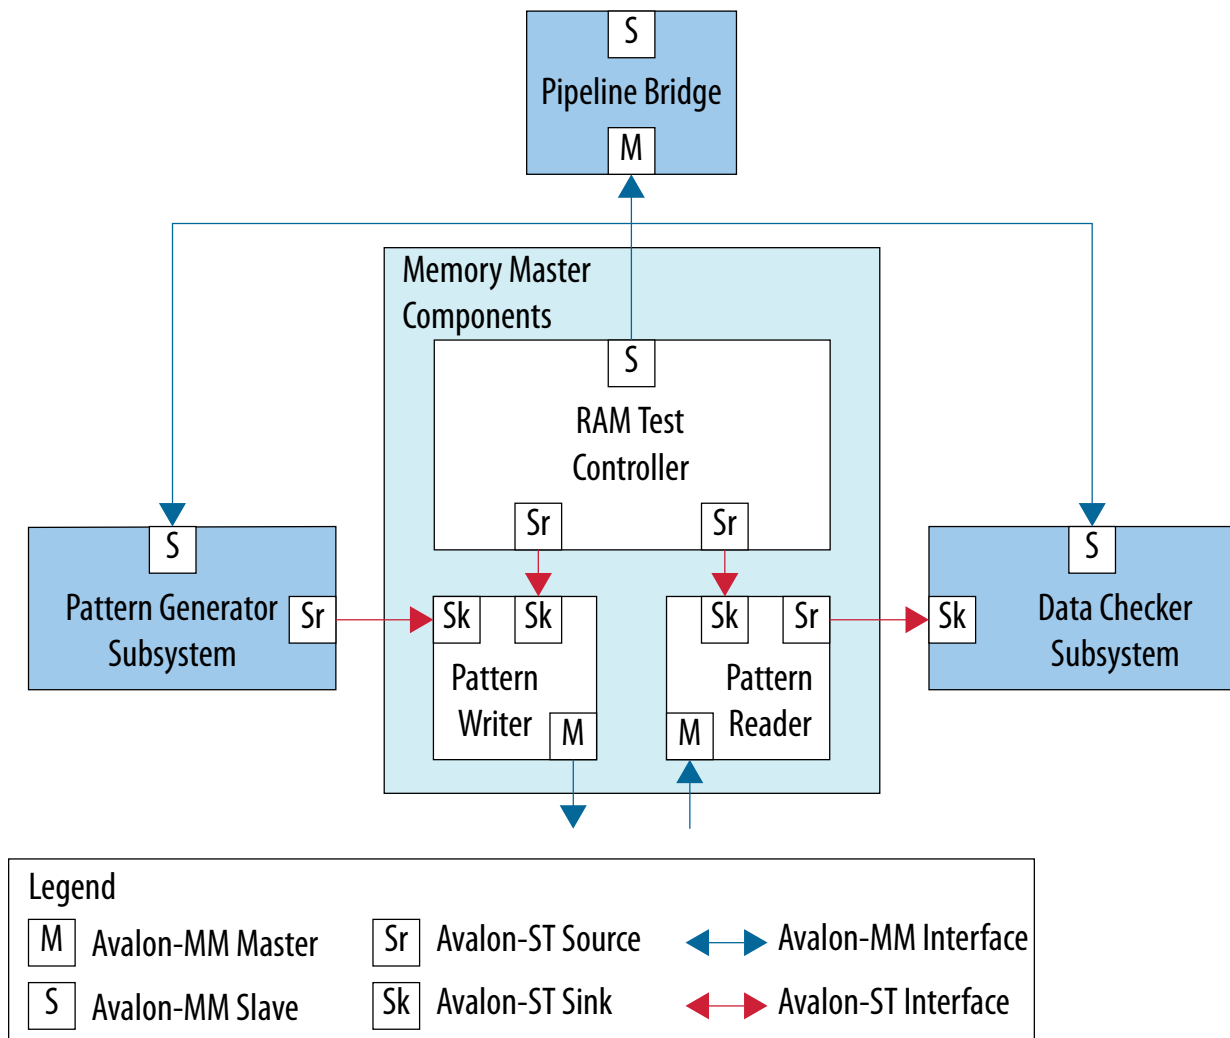 S
Pipeline Bridge
M
Memory Master
Components
S
RAM Test
Controller
Sr Sr
S
Pattern Generator
Subsystem
Sr
Sk Sk
Pattern
Writer
M
Sk Sr
Pattern
Reader
M
S
Sk
Data Checker
Subsystem
Legend
M Avalon-MM Master Sr Avalon-ST Source Avalon-MM Interface
S Avalon-MM Slave Sk Avalon-ST Sink Avalon-ST Interface